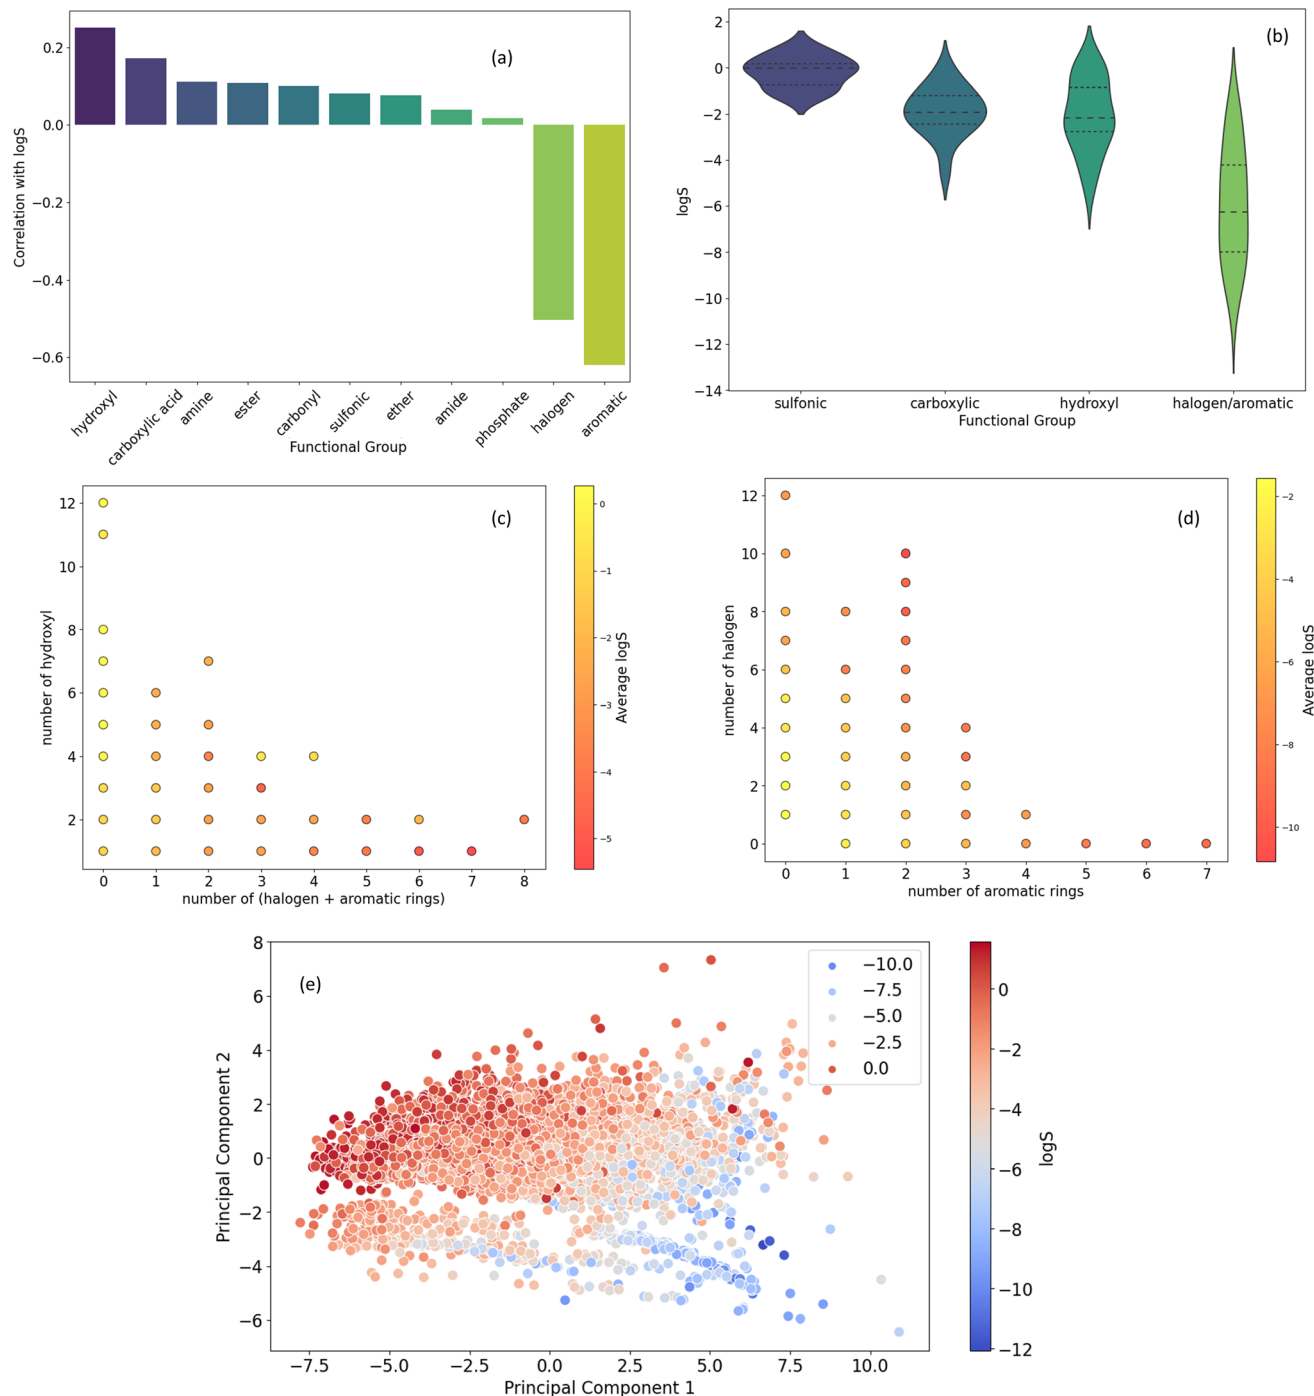 (a)
Correlation with logS
0.2
0.0
−0.2
−0.4
−0.6
hydroxyl
carboxylic acid
amine
ester
carbonyl
sulfonic
ether
amide
phosphate
halogen
aromatic
Functional Group
(b)
logS
2
0
−2
−4
−6
−8
−10
−12
−14
sulfonic
carboxylic
hydroxyl
halogen/aromatic
Functional Group
(c)
number of hydroxyl
12
10
8
6
4
2
0 1 2 3 4 5 6 7 8
number of (halogen + aromatic rings)
0
−1
−2
−3
−4
−5
Average logS
(d)
number of halogen
12
10
8
6
4
2
0
0 1 2 3 4 5 6 7
number of aromatic rings
−2
−4
−6
−8
−10
Average logS
(e)
Principal Component 2
8
6
4
2
0
−2
−4
−6
−7.5 −5.0 −2.5 0.0 2.5 5.0 7.5 10.0
Principal Component 1
−10.0
−7.5
−5.0
−2.5
0.0
0
−2
−4
−6
−8
−10
−12
logS